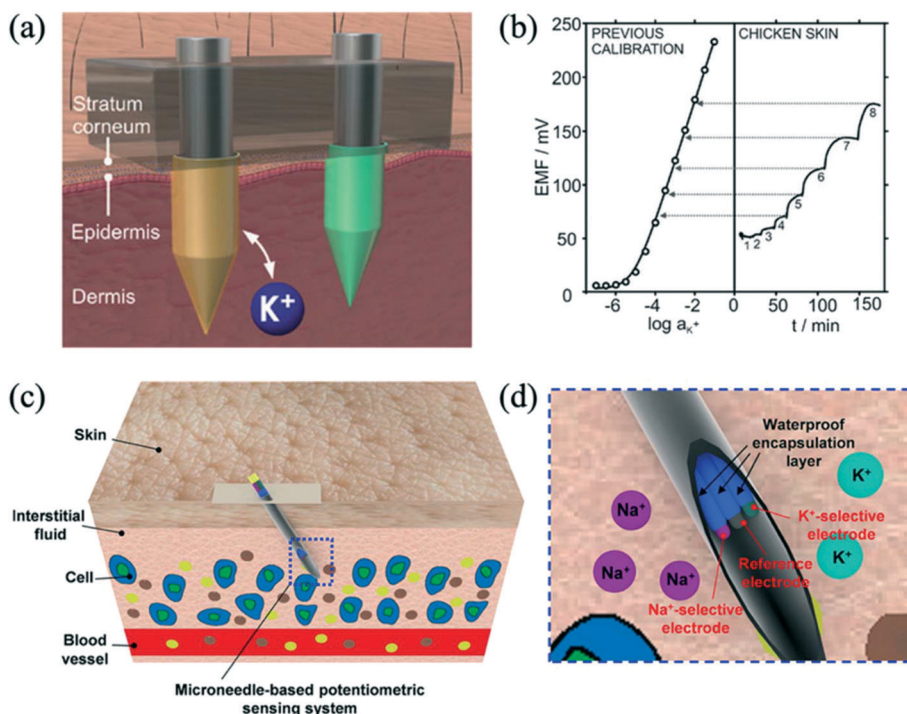 (a)
Stratum
corneum
Epidermis
Dermis
K+
(b)
PREVIOUS
CALIBRATION
CHICKEN SKIN
EMF / mV
250
200
150
100
50
0
-6
-4
-2
0
50
100
150
log aK+
t / min
1
2
3
4
5
6
7
8
(c)
Skin
Interstitial
fluid
Cell
Blood
vessel
Microneedle-based potentiometric
sensing system
(d)
Waterproof
encapsulation
layer
K+
Na+
K+-selective
electrode
K+
Na+
Na+
Reference
electrode
Na+-selective
electrode